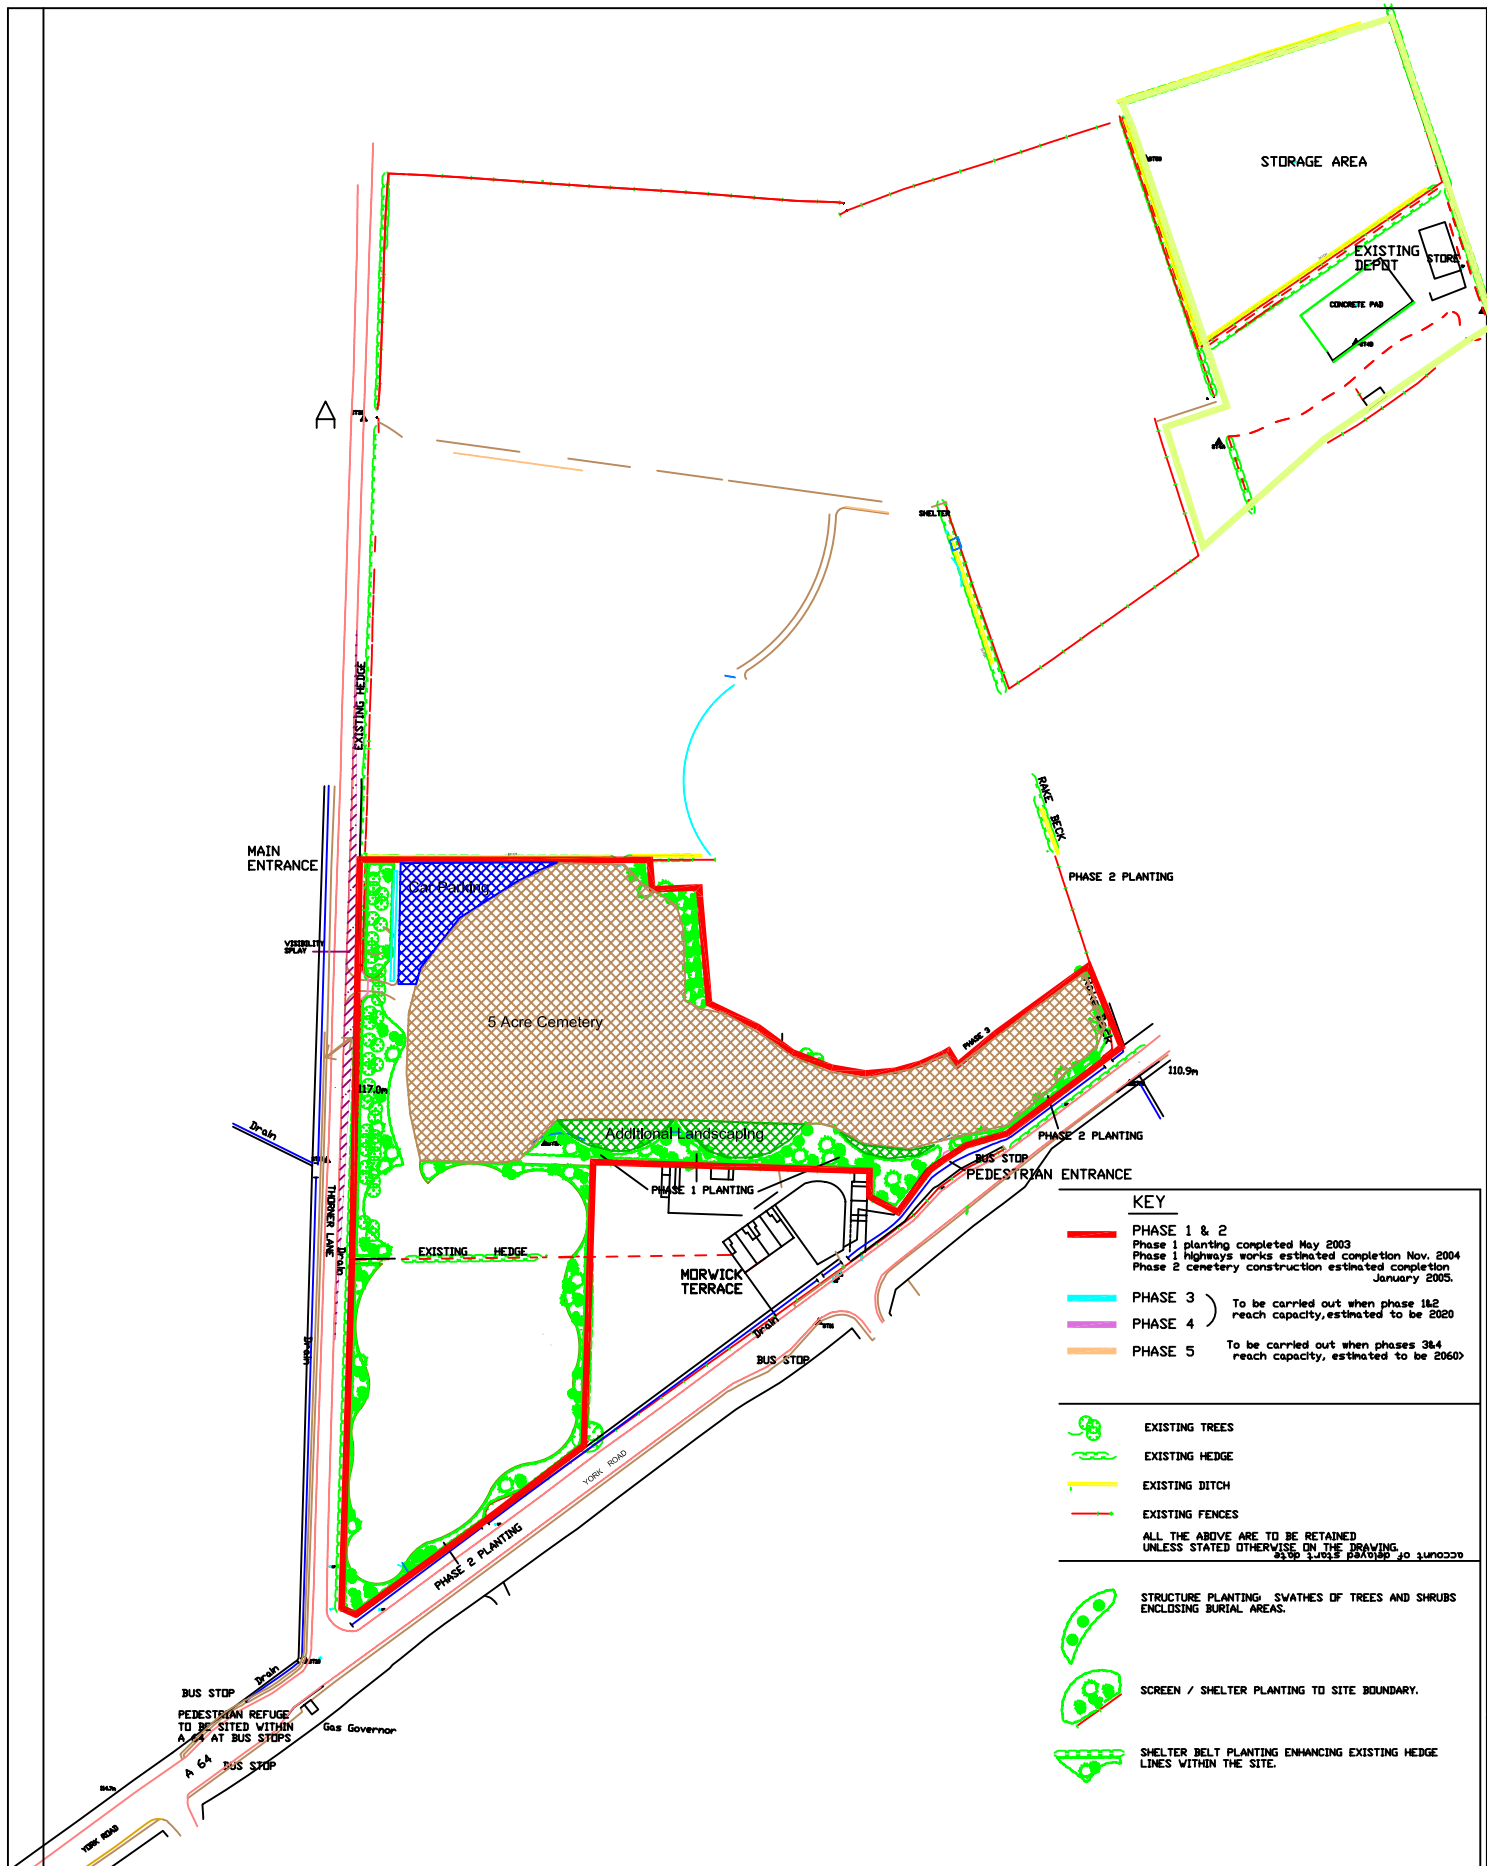 STORAGE AREA
EXISTING
DEPOT
STORE
CONCRETE PAD
A
SHELTER
EXISTING HEDGE
RAKE BECK
MAIN
ENTRANCE
PHASE 2 PLANTING
Car Parking
VISIBILITY
SPLAY
5 Acre Cemetery
PHASE 3
117.0m
110.9m
Drain
Additional Landscaping
PHASE 2 PLANTING
BUS STOP
PEDESTRIAN ENTRANCE
PHASE 1 PLANTING
THORNER LANE
Drain
EXISTING HEDGE
MORWICK
TERRACE
Drain
Drain
BUS STOP
YORK ROAD
PHASE 2 PLANTING
Drain
BUS STOP
PEDESTRIAN REFUGE
TO BE SITED WITHIN
A 64 AT BUS STOPS
Gas Governor
A 64
BUS STOP
YORK ROAD
KEY
PHASE 1 & 2
Phase 1 planting completed May 2003
Phase 1 highways works estimated completion Nov. 2004
Phase 2 cemetery construction estimated completion
January 2005.
PHASE 3
PHASE 4
To be carried out when phase 1&2
reach capacity,estimated to be 2020
PHASE 5
To be carried out when phases 3&4
reach capacity, estimated to be 2060>
EXISTING TREES
EXISTING HEDGE
EXISTING DITCH
EXISTING FENCES
ALL THE ABOVE ARE TO BE RETAINED
UNLESS STATED OTHERWISE ON THE DRAWING.
account of delayed start date
STRUCTURE PLANTING: SWATHES OF TREES AND SHRUBS
ENCLOSING BURIAL AREAS.
SCREEN / SHELTER PLANTING TO SITE BOUNDARY.
SHELTER BELT PLANTING ENHANCING EXISTING HEDGE
LINES WITHIN THE SITE.